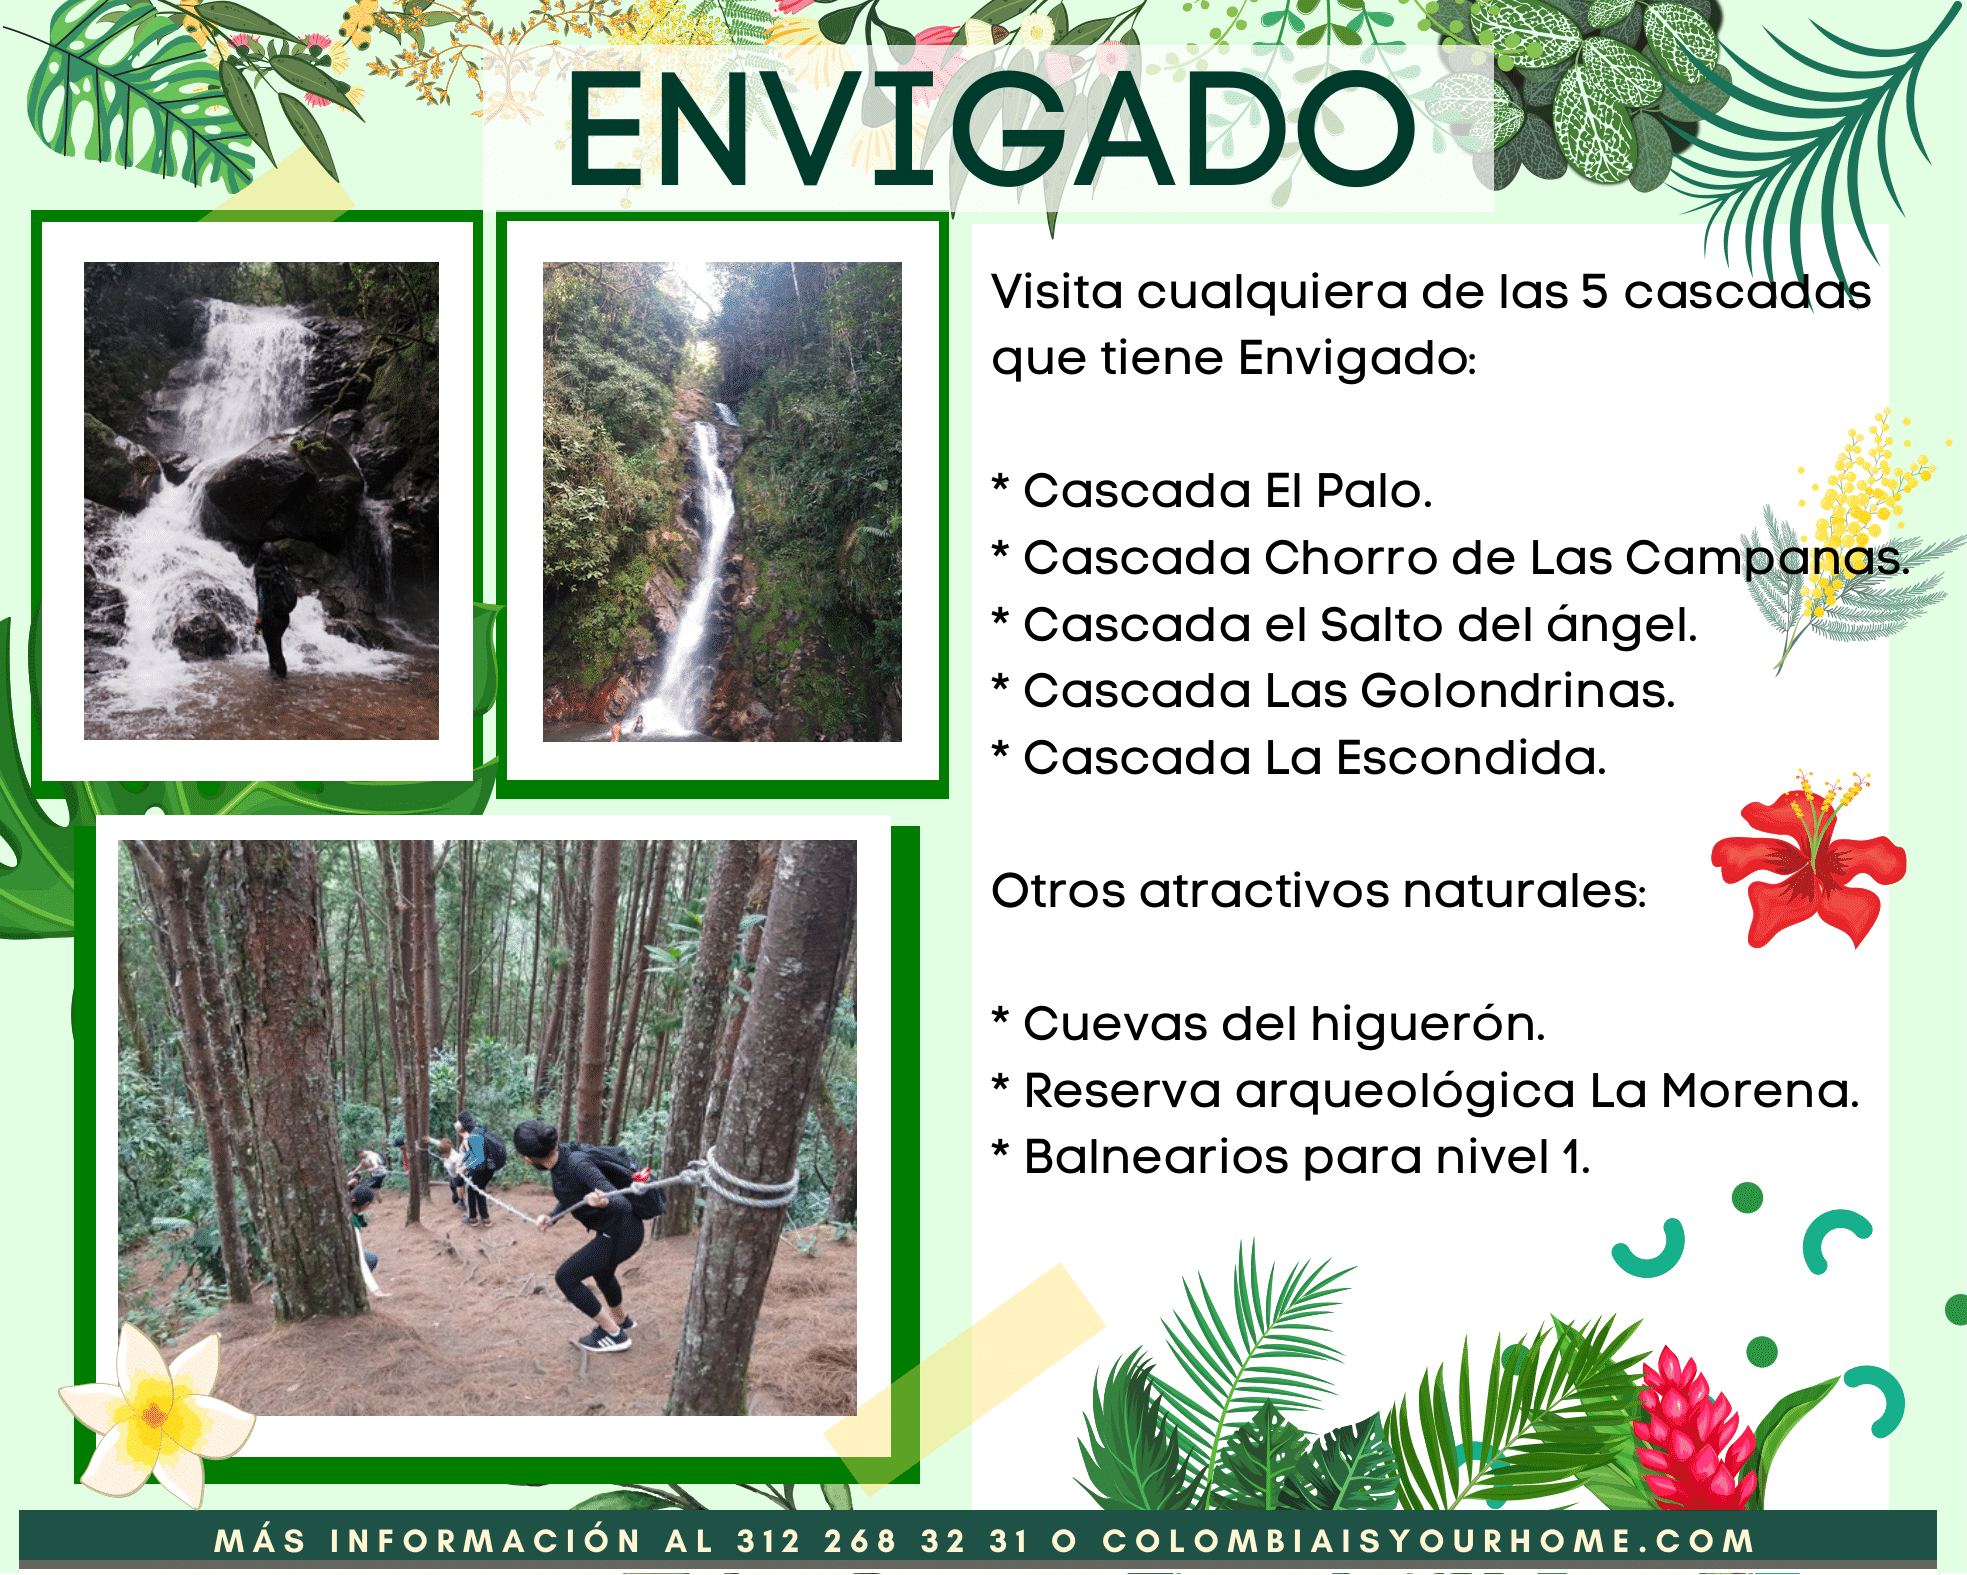 ENVIGADO
Visita cualquiera de las 5 cascadas
que tiene Envigado:
* Cascada El Palo.
* Cascada Chorro de Las Campanas.
* Cascada el Salto del ángel.
* Cascada Las Golondrinas.
* Cascada La Escondida.
Otros atractivos naturales:
* Cuevas del higuerón.
* Reserva arqueológica La Morena.
* Balnearios para nivel 1.
MÁS INFORMACIÓN AL 312 268 32 31 O COLOMBIAISYOURHOME.COM